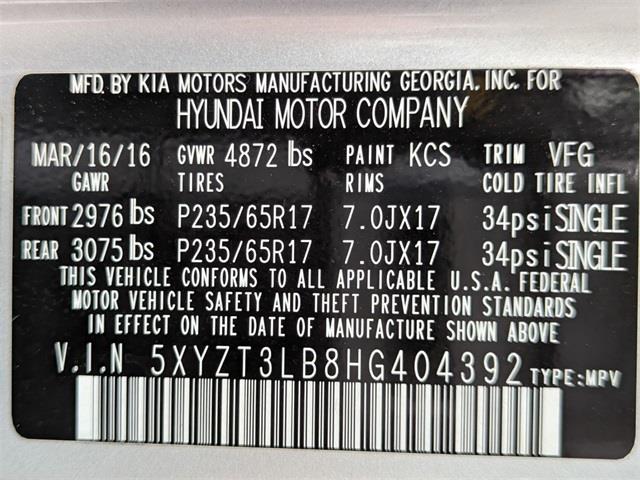 MFD. BY KIA MOTORS MANUFACTURING GEORGIA, INC. FOR
HYUNDAI MOTOR COMPANY
MAR/16/16 GVWR 4872 lbs PAINT KCS TRIM VFG
GAWR TIRES RIMS COLD TIRE INFL
FRONT 2976 lbs P235/65R17 7.0JX17 34psi SINGLE
REAR 3075 lbs P235/65R17 7.0JX17 34psi SINGLE
THIS VEHICLE CONFORMS TO ALL APPLICABLE U.S.A. FEDERAL
MOTOR VEHICLE SAFETY AND THEFT PREVENTION STANDARDS
IN EFFECT ON THE DATE OF MANUFACTURE SHOWN ABOVE
V.I.N 5XYZT3LB8HG404392 TYPE:MPV